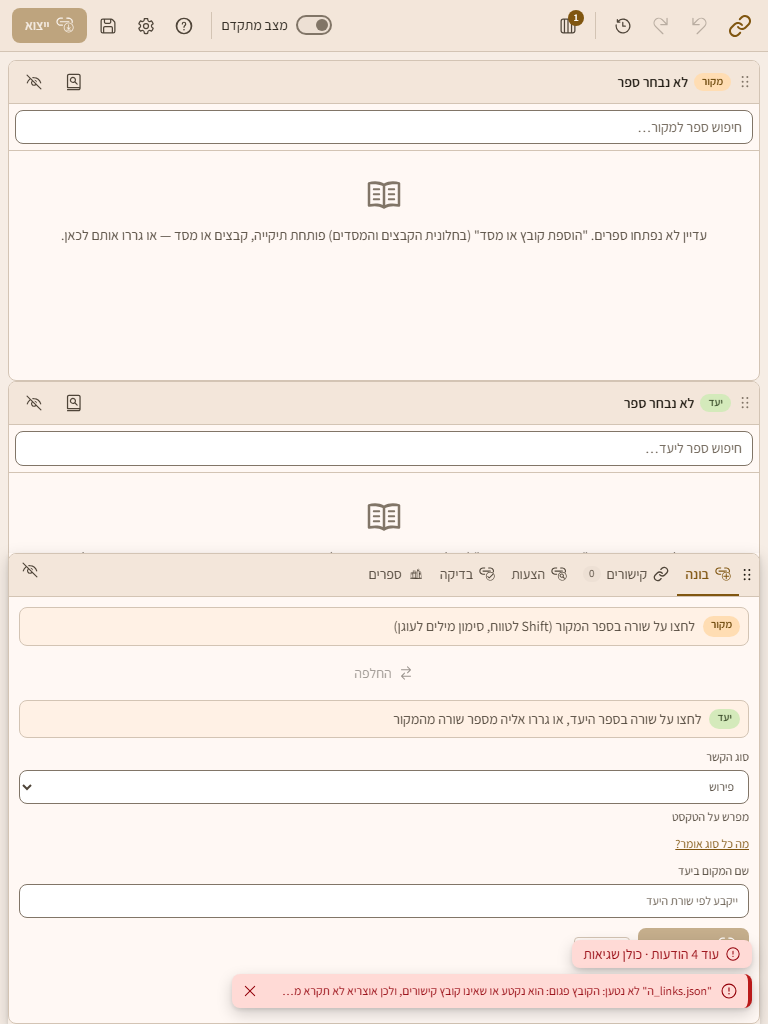 1
מצב מתקדם
ייצוא
מקור
לא נבחר ספר
חיפוש ספר למקור…
עדיין לא נפתחו ספרים. "הוספת קובץ או מסד" (בחלונית הקבצים והמסדים) פותחת תיקייה, קבצים או מסד — או גררו אותם לכאן.
יעד
לא נבחר ספר
חיפוש ספר ליעד…
בונה
קישורים 0
הצעות
בדיקה
ספרים
מקור
לחצו על שורה בספר המקור (Shift לטווח, סימון מילים לעוגן)
החלפה
יעד
לחצו על שורה בספר היעד, או גררו אליה מספר שורה מהמקור
סוג הקשר
פירוש
מפרש על הטקסט
מה כל סוג אומר?
שם המקום ביעד
ייקבע לפי שורת היעד
עוד 4 הודעות · כולן שגיאות
"ה_links.json" לא נטען: הקובץ פגום: הוא נקטע או שאינו קובץ קישורים, ולכן אוצריא לא תקרא מ...